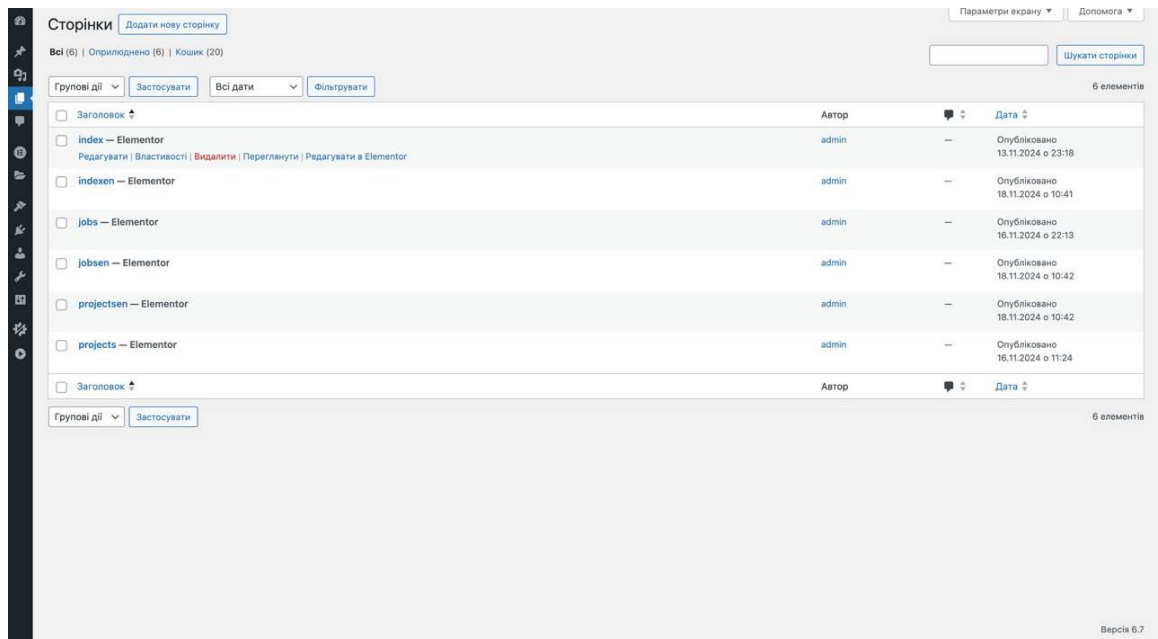 Параметри екрану ▼ Допомога ▼
Сторінки Додати нову сторінку
Всі (6) | Оприлюднено (6) | Кошик (20)
Шукати сторінки
Групові дії Застосувати Всі дати Фільтрувати 6 елементів
Заголовок Автор Дата
index — Elementor admin — Опубліковано
Редагувати | Властивості | Видалити | Переглянути | Редагувати в Elementor 13.11.2024 о 23:18
indexen — Elementor admin — Опубліковано
18.11.2024 о 10:41
jobs — Elementor admin — Опубліковано
16.11.2024 о 22:13
jobsen — Elementor admin — Опубліковано
18.11.2024 о 10:42
projectsen — Elementor admin — Опубліковано
18.11.2024 о 10:42
projects — Elementor admin — Опубліковано
16.11.2024 о 11:24
Заголовок Автор Дата
Групові дії Застосувати 6 елементів
Версія 6.7